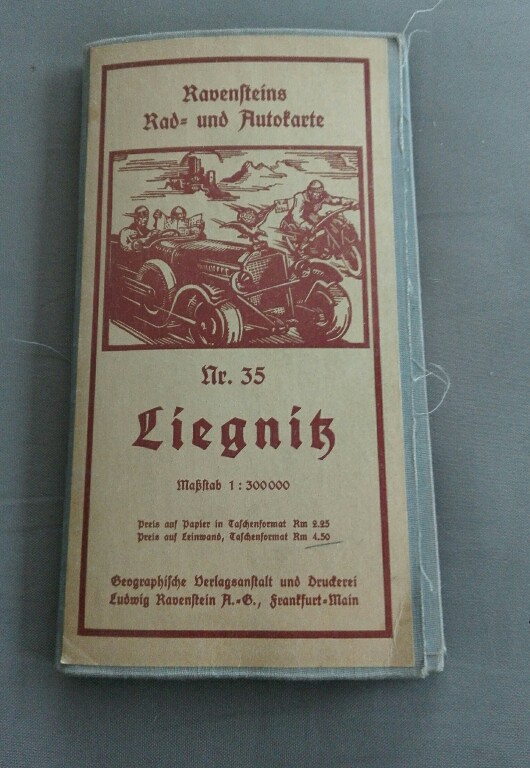 Ravensteins
Rad= und Autokarte
Nr. 35
Liegnitz
Maßstab 1 : 300000
Preis auf Papier in Taschenformat Rm 2.25
Preis auf Leinwand, Taschenformat Rm 4.50
Geographische Verlagsanstalt und Druckerei
Ludwig Ravenstein A.=G., Frankfurt=Main